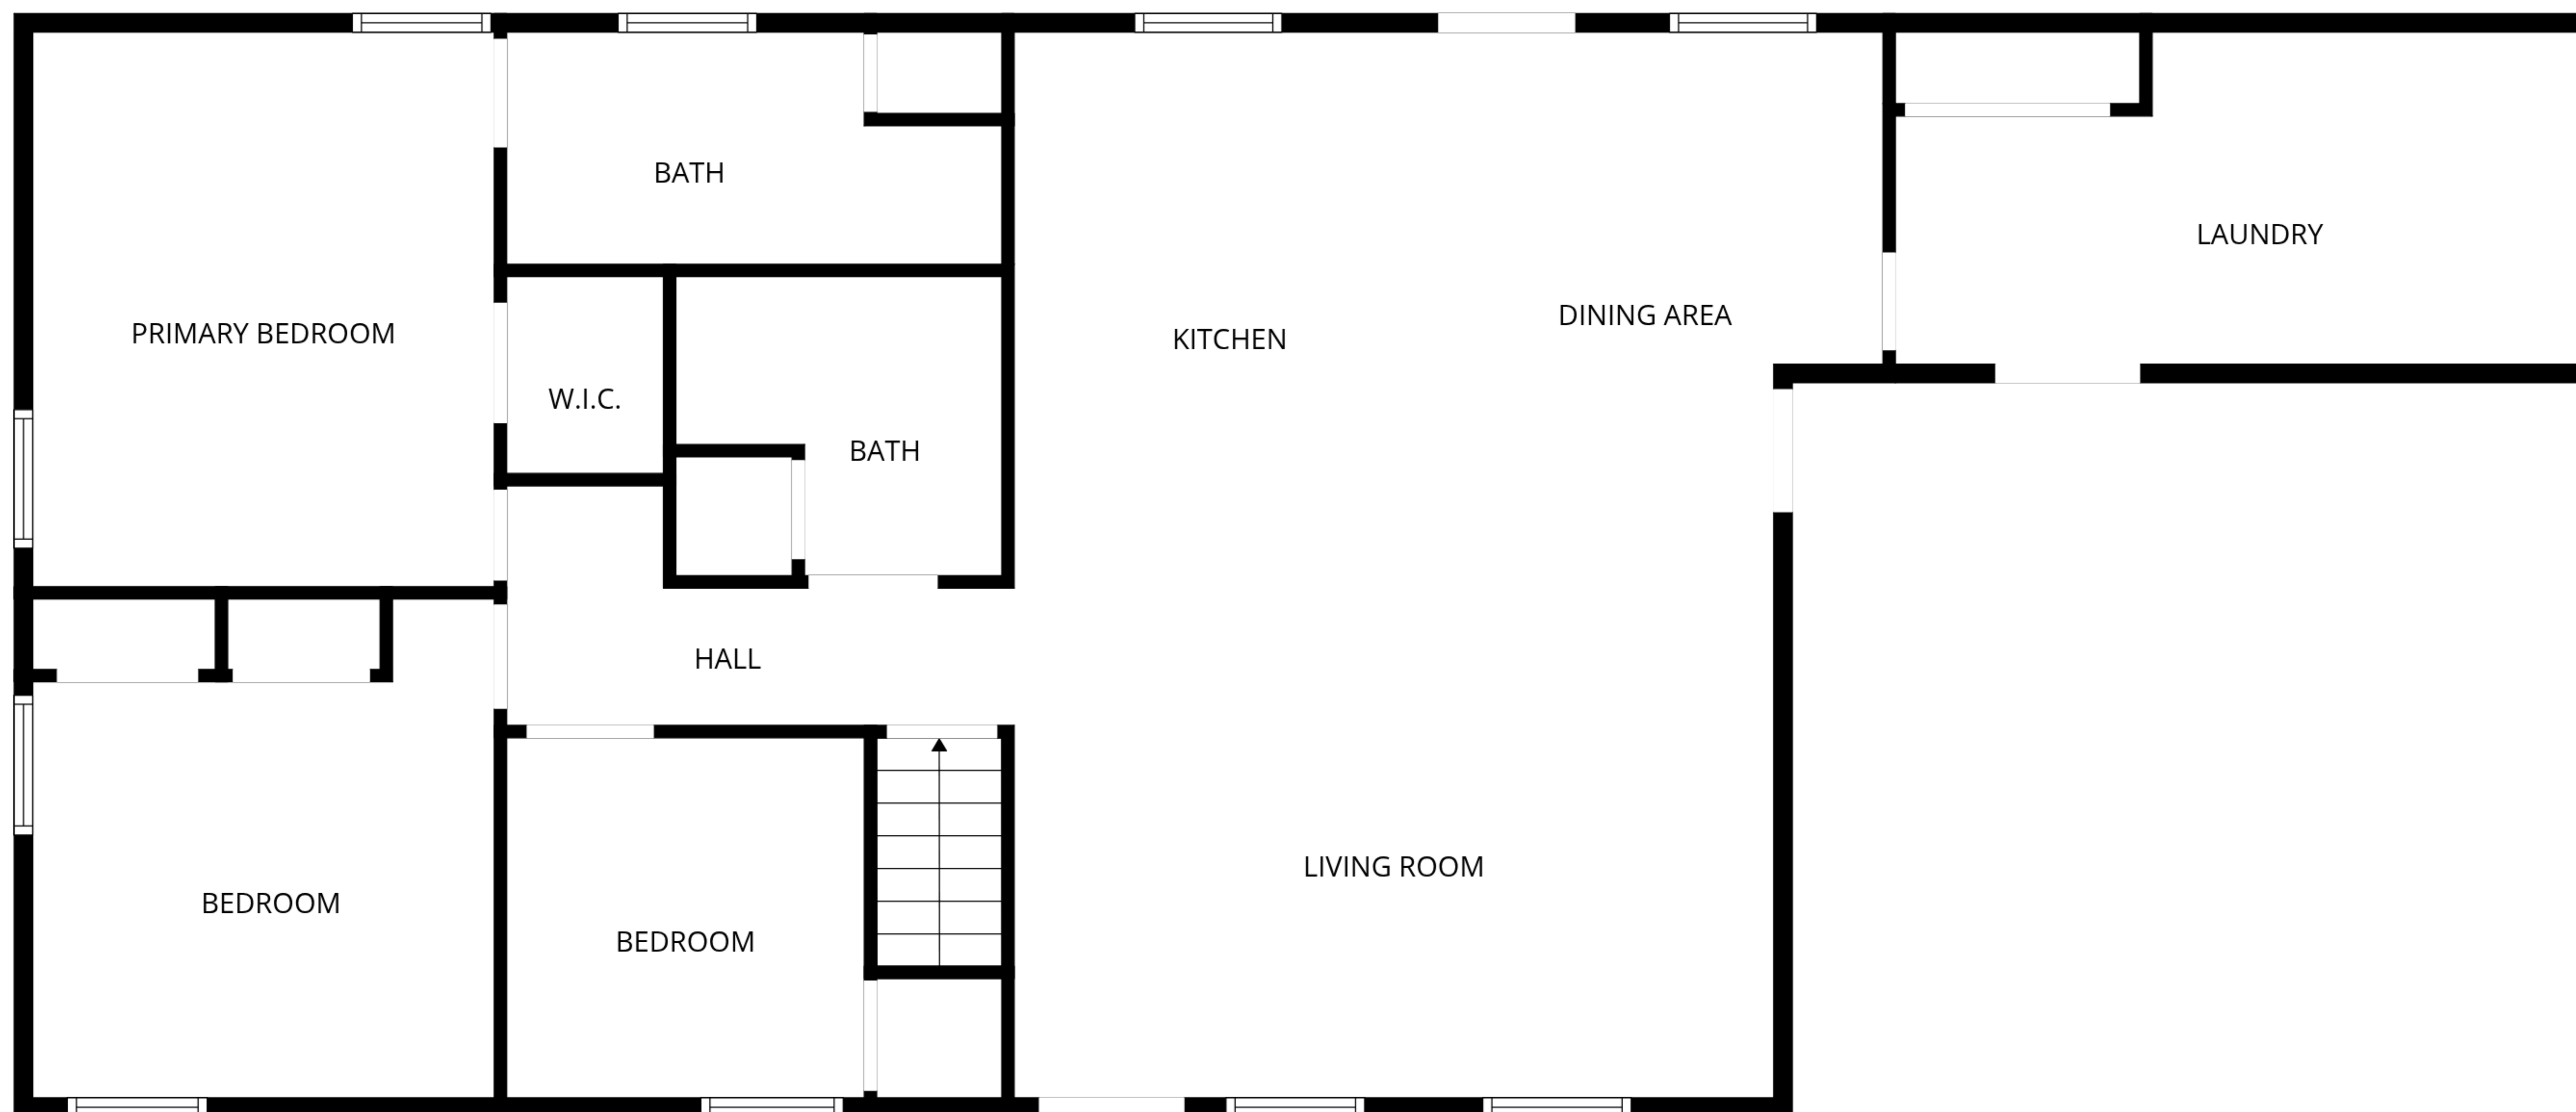 BATH
LAUNDRY
PRIMARY BEDROOM
KITCHEN
DINING AREA
W.I.C.
BATH
HALL
LIVING ROOM
BEDROOM
BEDROOM